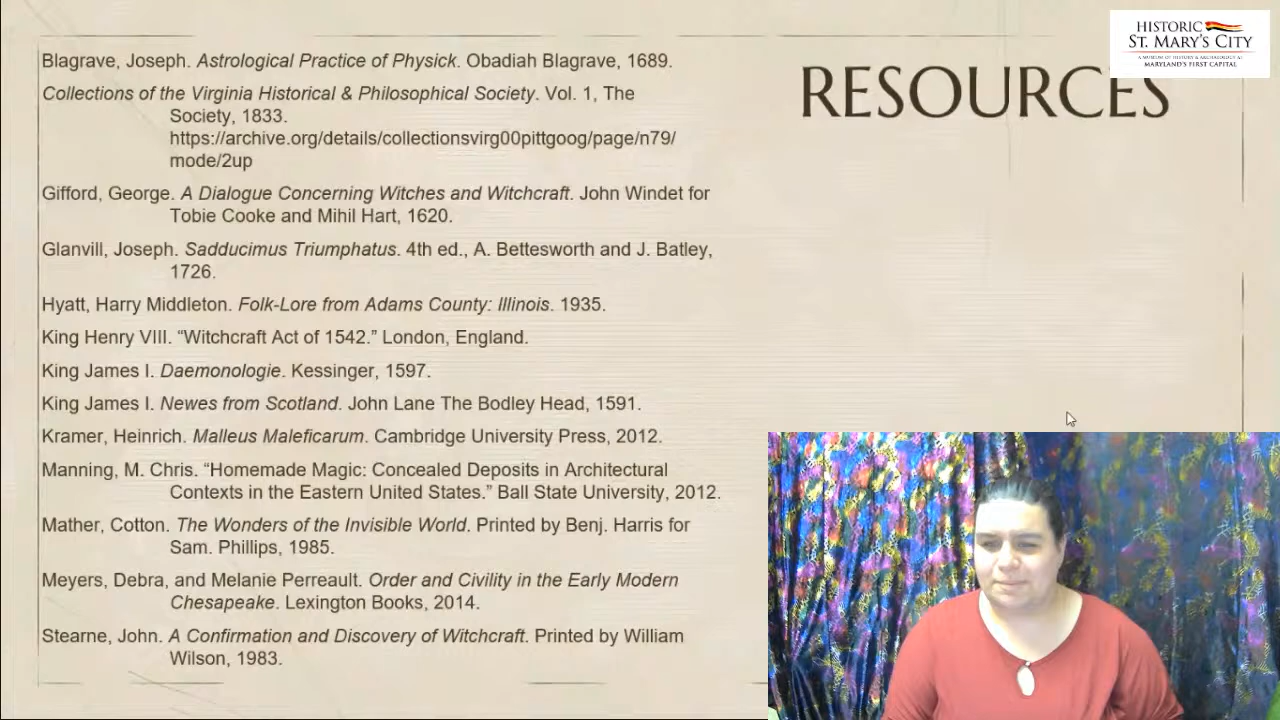 Blagrave, Joseph. Astrological Practice of Physick. Obadiah Blagrave, 1689.
Collections of the Virginia Historical & Philosophical Society. Vol. 1, The
Society, 1833.
https://archive.org/details/collectionsvirg00pittgoog/page/n79/
mode/2up
Gifford, George. A Dialogue Concerning Witches and Witchcraft. John Windet for
Tobie Cooke and Mihil Hart, 1620.
Glanvill, Joseph. Sadducimus Triumphatus. 4th ed., A. Bettesworth and J. Batley,
1726.
Hyatt, Harry Middleton. Folk-Lore from Adams County: Illinois. 1935.
King Henry VIII. “Witchcraft Act of 1542.” London, England.
King James I. Daemonologie. Kessinger, 1597.
King James I. Newes from Scotland. John Lane The Bodley Head, 1591.
Kramer, Heinrich. Malleus Maleficarum. Cambridge University Press, 2012.
Manning, M. Chris. “Homemade Magic: Concealed Deposits in Architectural
Contexts in the Eastern United States.” Ball State University, 2012.
Mather, Cotton. The Wonders of the Invisible World. Printed by Benj. Harris for
Sam. Phillips, 1985.
Meyers, Debra, and Melanie Perreault. Order and Civility in the Early Modern
Chesapeake. Lexington Books, 2014.
Stearne, John. A Confirmation and Discovery of Witchcraft. Printed by William
Wilson, 1983.
RESOURCES
HISTORIC
ST. MARY'S CITY
A MUSEUM OF HISTORY & ARCHAEOLOGY AT
MARYLAND'S FIRST CAPITAL